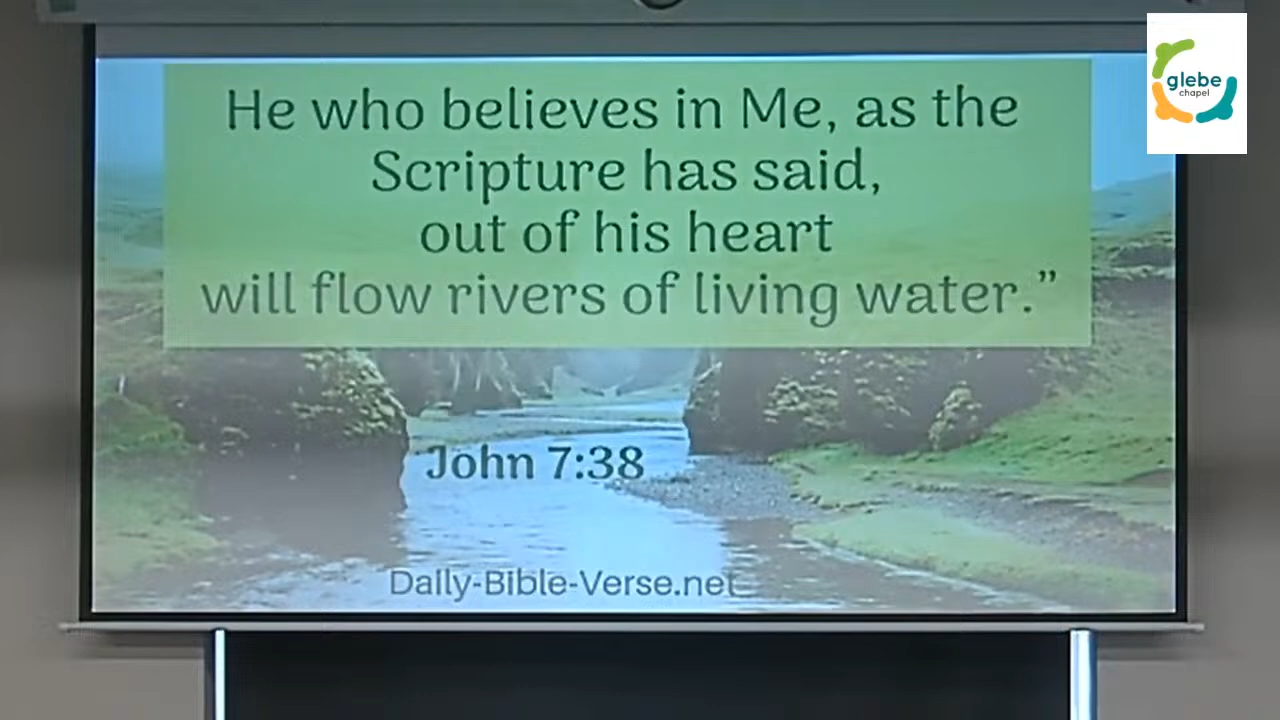 He who believes in Me, as the
Scripture has said,
out of his heart
will flow rivers of living water.”
John 7:38
Daily-Bible-Verse.net
glebe
chapel